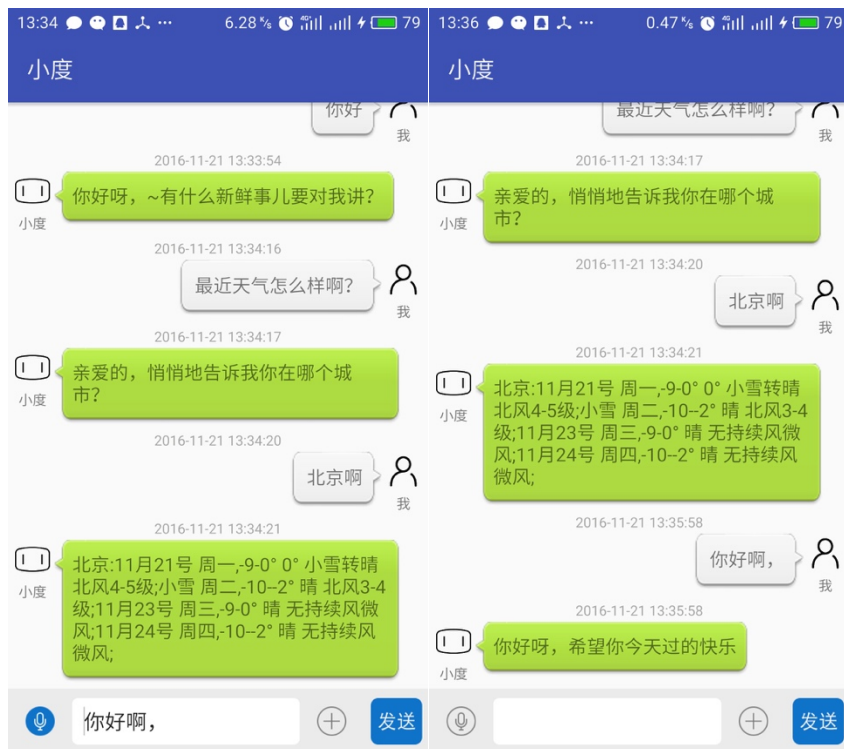 13:34
6.28 K/s
4G
79
小度
你好
我
2016-11-21 13:33:54
你好呀，~有什么新鲜事儿要对我讲？
小度
2016-11-21 13:34:16
最近天气怎么样啊？
我
2016-11-21 13:34:17
亲爱的，悄悄地告诉我你在哪个城
市？
小度
2016-11-21 13:34:20
北京啊
我
2016-11-21 13:34:21
北京:11月21号 周一,-9-0° 0° 小雪转晴
北风4-5级;小雪 周二,-10--2° 晴 北风3-4
级;11月23号 周三,-9-0° 晴 无持续风微
风;11月24号 周四,-10--2° 晴 无持续风
微风;
小度
你好啊，
发送
13:36
0.47 K/s
4G
79
小度
最近天气怎么样啊？
我
2016-11-21 13:34:17
亲爱的，悄悄地告诉我你在哪个城
市？
小度
2016-11-21 13:34:20
北京啊
我
2016-11-21 13:34:21
北京:11月21号 周一,-9-0° 0° 小雪转晴
北风4-5级;小雪 周二,-10--2° 晴 北风3-4
级;11月23号 周三,-9-0° 晴 无持续风微
风;11月24号 周四,-10--2° 晴 无持续风
微风;
小度
2016-11-21 13:35:58
你好啊，
我
2016-11-21 13:35:58
你好呀，希望你今天过的快乐
小度
发送